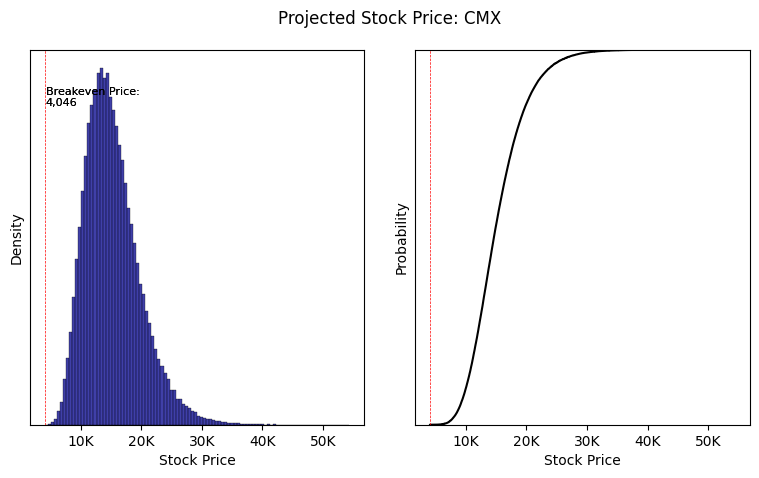 Projected Stock Price: CMX
Breakeven Price:
4,046
Density
10K 20K 30K 40K 50K
Stock Price
Probability
10K 20K 30K 40K 50K
Stock Price